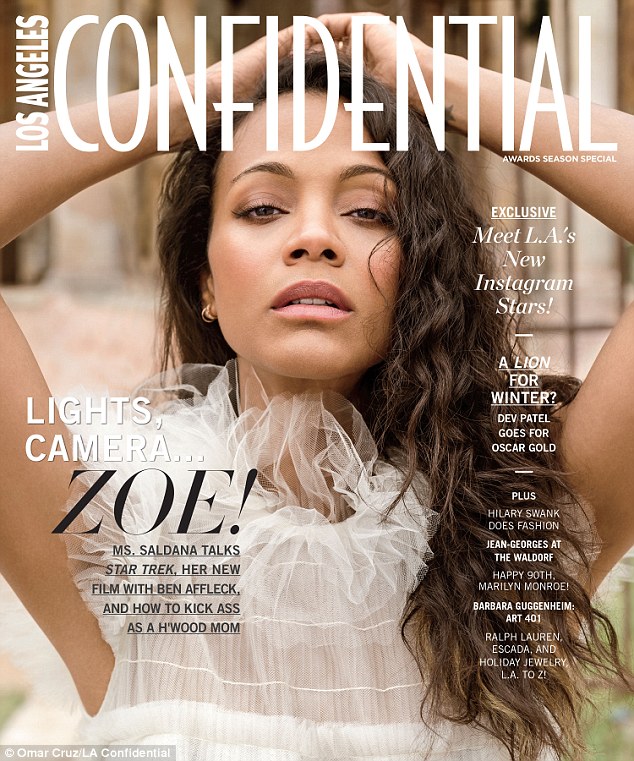 LOS ANGELES
CONFIDENTIAL
AWARDS SEASON SPECIAL
EXCLUSIVE
Meet L.A.'s
New
Instagram
Stars!
A LION
FOR
WINTER?
DEV PATEL
GOES FOR
OSCAR GOLD
LIGHTS,
CAMERA...
ZOE!
MS. SALDANA TALKS
STAR TREK, HER NEW
FILM WITH BEN AFFLECK,
AND HOW TO KICK ASS
AS A H'WOOD MOM
PLUS
HILARY SWANK
DOES FASHION
JEAN-GEORGES AT
THE WALDORF
HAPPY 90TH,
MARILYN MONROE!
BARBARA GUGGENHEIM:
ART 401
RALPH LAUREN,
ESCADA, AND
HOLIDAY JEWELRY,
L.A. TO Z!
© Omar Cruz/LA Confidential